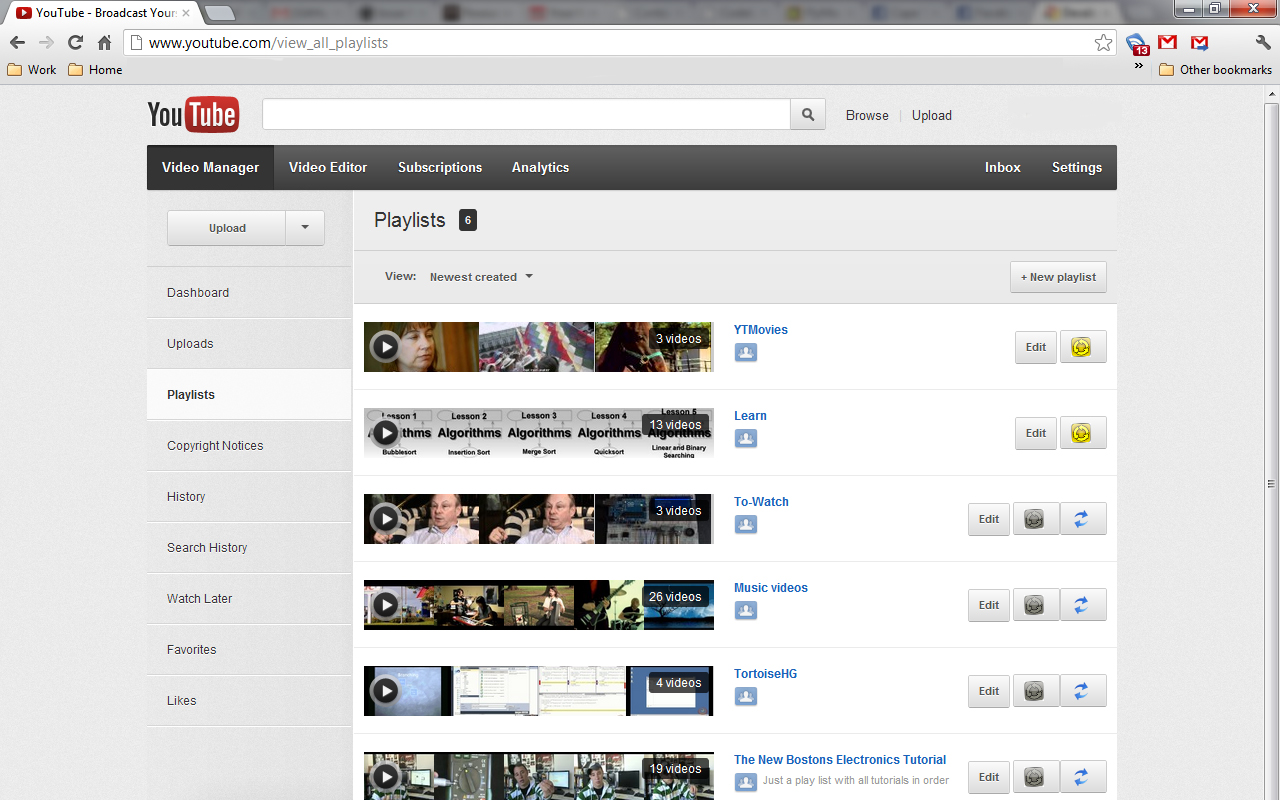 YouTube - Broadcast Yours
www.youtube.com/view_all_playlists
13
Work Home
» Other bookmarks
YouTube
Browse | Upload
Video Manager Video Editor Subscriptions Analytics Inbox Settings
Upload
Dashboard
Uploads
Playlists
Copyright Notices
History
Search History
Watch Later
Favorites
Likes
Playlists 6
View: Newest created
+ New playlist
3 videos
YTMovies
Edit
Lesson 1 Lesson 2 Lesson 3 Lesson 4 Lesson 5
Algorithms Algorithms Algorithms Algorithms
Bubblesort Insertion Sort Merge Sort Quicksort Linear and Binary
Searching
13 videos
Learn
Edit
3 videos
To-Watch
Edit
26 videos
Music videos
Edit
4 videos
TortoiseHG
Edit
19 videos
The New Bostons Electronics Tutorial
Just a play list with all tutorials in order
Edit